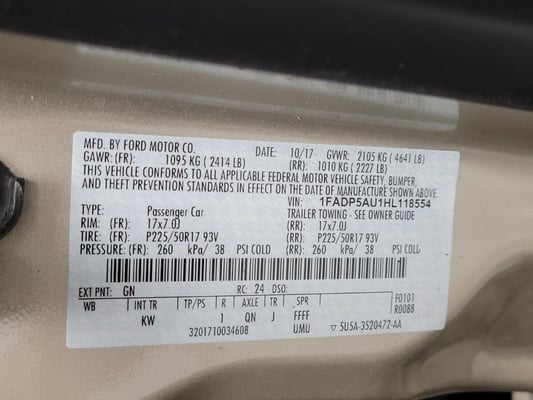 MFD. BY FORD MOTOR CO. DATE: 10/17 GVWR: 2105 KG ( 4641 LB)
GAWR: (FR): 1095 KG ( 2414 LB) (RR): 1010 KG ( 2227 LB)
THIS VEHICLE CONFORMS TO ALL APPLICABLE FEDERAL MOTOR VEHICLE SAFETY, BUMPER,
AND THEFT PREVENTION STANDARDS IN EFFECT ON THE DATE OF MANUFACTURE SHOWN ABOVE.
VIN: 1FADP5AU1HL118554
TYPE: Passenger Car TRAILER TOWING - SEE OWNER GUIDE
RIM: (FR): 17x7.0J (RR): 17x7.0J
TIRE: (FR): P225/50R17 93V (RR): P225/50R17 93V
PRESSURE: (FR): 260 kPa/ 38 PSI COLD (RR): 260 kPa/ 38 PSI COLD
EXT PNT: GN RC: 24 DSO: F0101
WB INT TR TP/PS R AXLE TR SPR R0088
KW 1 QN J FFFF
3201710034608 UMU ▽ 5U5A-3520472-AA